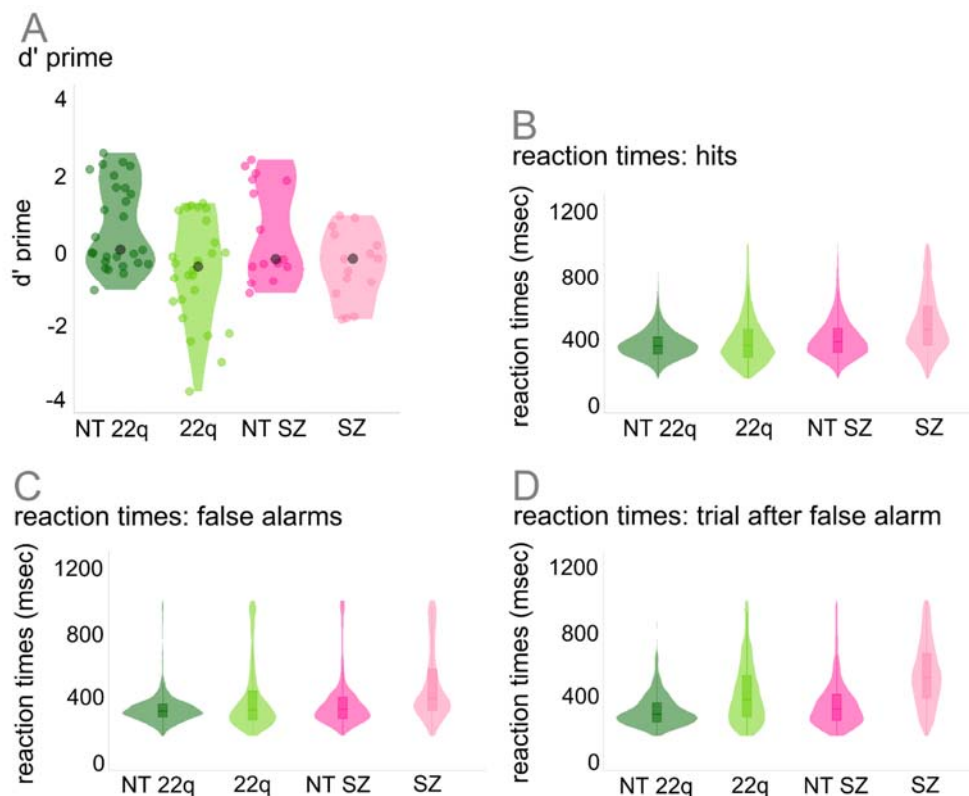 A
d' prime
d' prime
4
2
0
-2
-4
NT 22q 22q NT SZ SZ
B
reaction times: hits
reaction times (msec)
1200
800
400
0
NT 22q 22q NT SZ SZ
C
reaction times: false alarms
reaction times (msec)
1200
800
400
0
NT 22q 22q NT SZ SZ
D
reaction times: trial after false alarm
reaction times (msec)
1200
800
400
0
NT 22q 22q NT SZ SZ